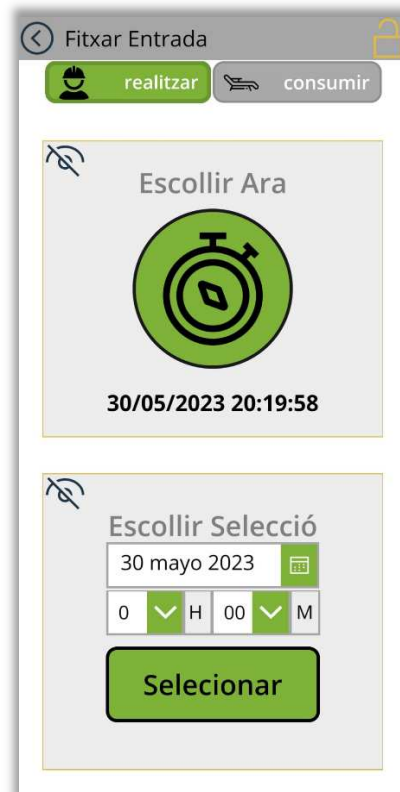 Fitxar Entrada
realitzar consumir
Escollir Ara
30/05/2023 20:19:58
Escollir Selecció
30 mayo 2023
0 H 00 M
Selecionar